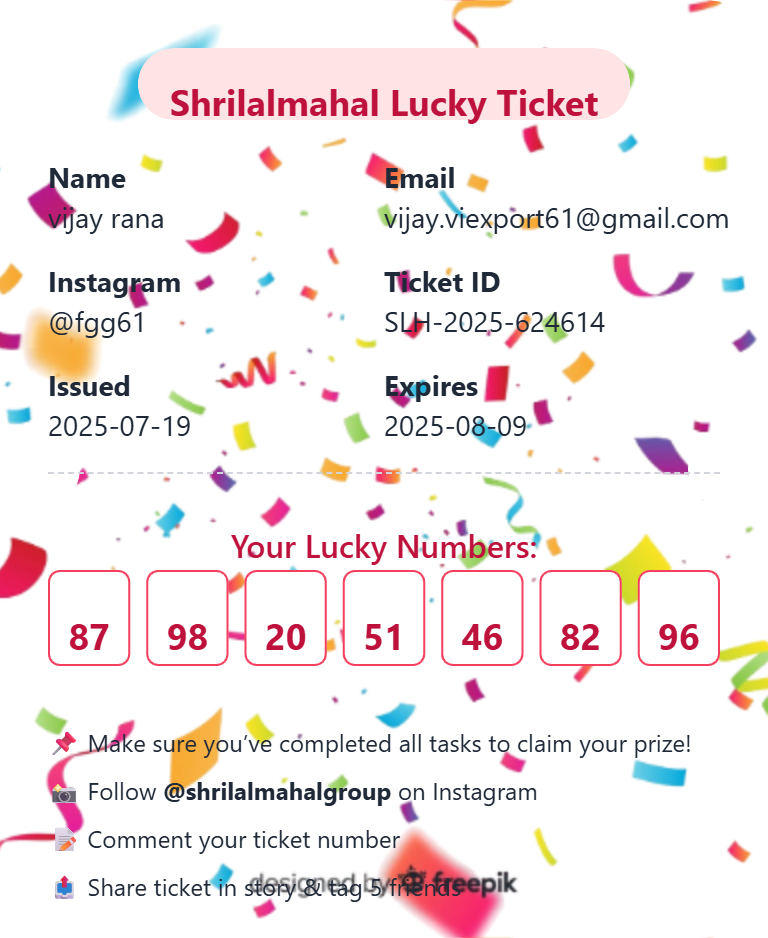 Shrilalmahal Lucky Ticket
Name
vijay rana
Email
vijay.viexport61@gmail.com
Instagram
@fgg61
Ticket ID
SLH-2025-624614
Issued
2025-07-19
Expires
2025-08-09
Your Lucky Numbers:
87 98 20 51 46 82 96
📌 Make sure you’ve completed all tasks to claim your prize!
📸 Follow @shrilalmahalgroup on Instagram
📝 Comment your ticket number
📤 Share ticket in story & tag 5 friends
designed by freepik